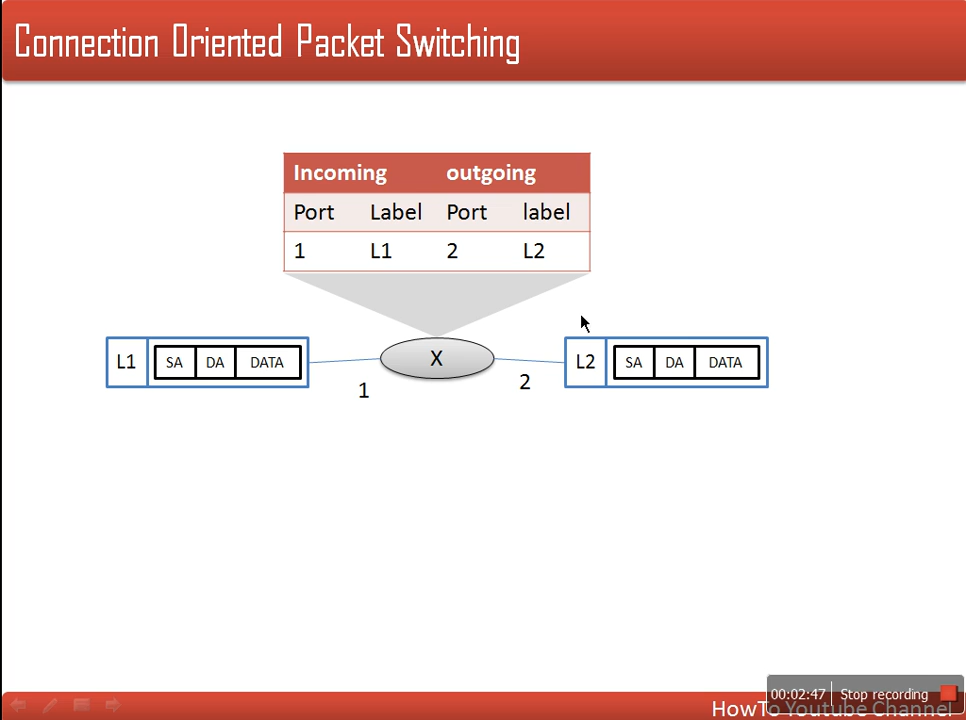 Connection Oriented Packet Switching
Incoming outgoing
Port Label Port label
1 L1 2 L2
L1 SA DA DATA X L2 SA DA DATA
1 2
00:02:47 Stop recording
HowTo Youtube Channel